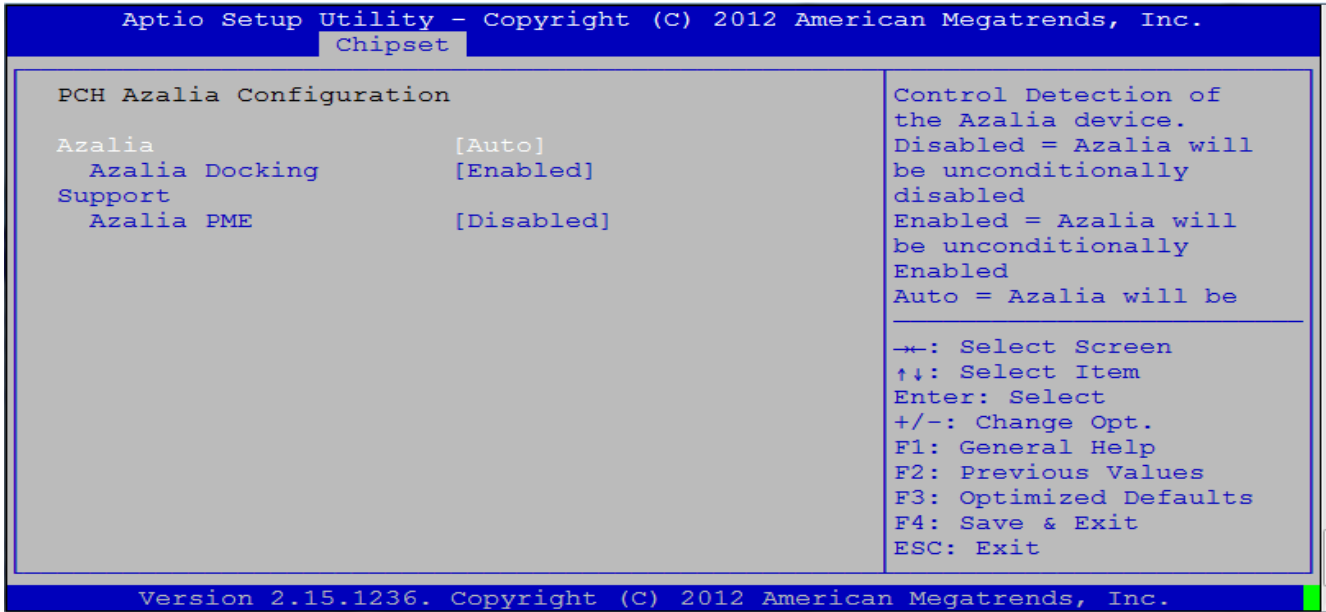 Aptio Setup Utility – Copyright (C) 2012 American Megatrends, Inc.
Chipset
PCH Azalia Configuration
Azalia [Auto]
Azalia Docking [Enabled]
Support
Azalia PME [Disabled]
Control Detection of
the Azalia device.
Disabled = Azalia will
be unconditionally
disabled
Enabled = Azalia will
be unconditionally
Enabled
Auto = Azalia will be
→←: Select Screen
↑↓: Select Item
Enter: Select
+/-: Change Opt.
F1: General Help
F2: Previous Values
F3: Optimized Defaults
F4: Save & Exit
ESC: Exit
Version 2.15.1236. Copyright (C) 2012 American Megatrends, Inc.